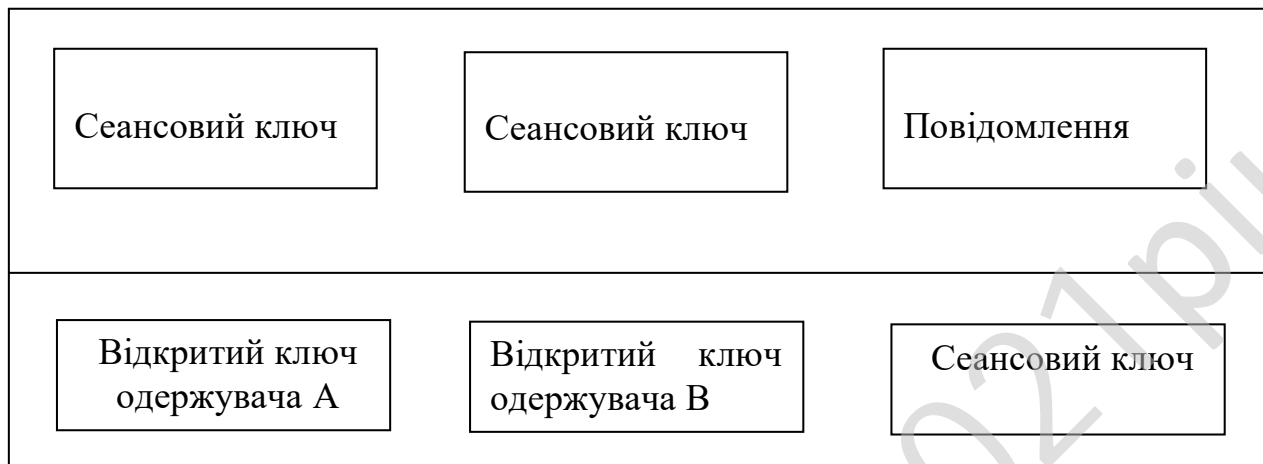 Сеансовий ключ
Сеансовий ключ
Повідомлення
Відкритий ключ
одержувача А
Відкритий ключ
одержувача В
Сеансовий ключ